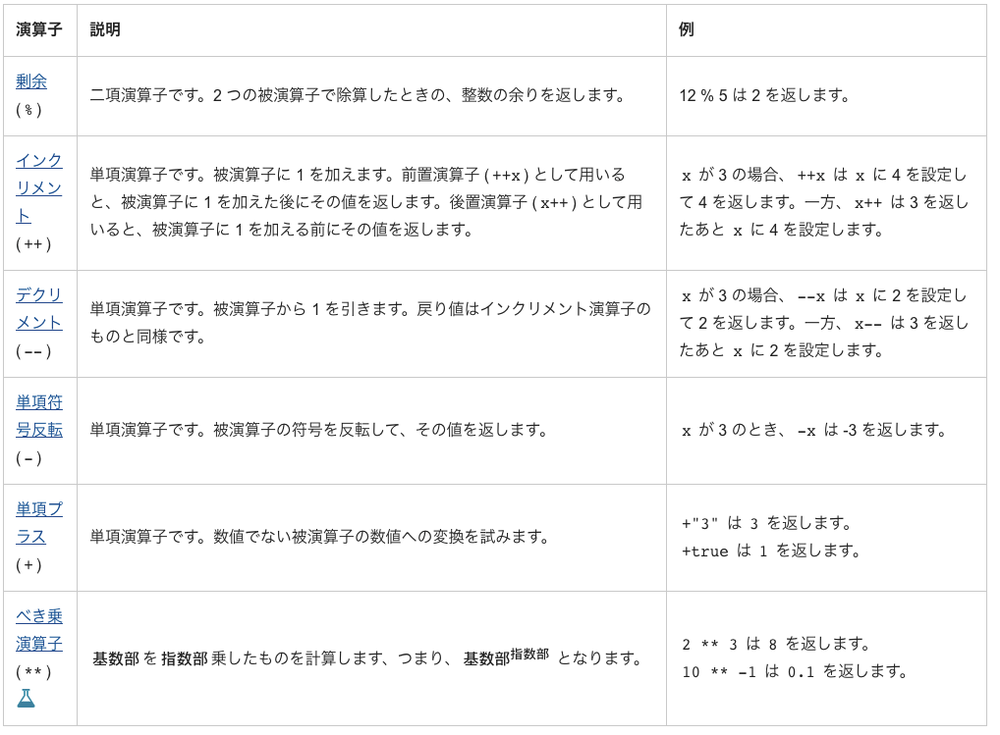 演算子 説明 例
剰余
( % )
二項演算子です。2 つの被演算子で除算したときの、整数の余りを返します。
12 % 5 は 2 を返します。
インク
リメン
ト
( ++ )
単項演算子です。被演算子に 1 を加えます。前置演算子 ( ++x ) として用いる
と、被演算子に 1 を加えた後にその値を返します。後置演算子 ( x++ ) として用
いると、被演算子に 1 を加える前にその値を返します。
x が 3 の場合、 ++x は x に 4 を設定し
て 4 を返します。一方、 x++ は 3 を返し
たあと x に 4 を設定します。
デクリ
メント
( -- )
単項演算子です。被演算子から 1 を引きます。戻り値はインクリメント演算子の
ものと同様です。
x が 3 の場合、 --x は x に 2 を設定し
て 2 を返します。一方、 x-- は 3 を返し
たあと x に 2 を設定します。
単項符
号反転
( - )
単項演算子です。被演算子の符号を反転して、その値を返します。
x が 3 のとき、 -x は -3 を返します。
単項プ
ラス
( + )
単項演算子です。数値でない被演算子の数値への変換を試みます。
+"3" は 3 を返します。
+true は 1 を返します。
べき乗
演算子
( ** )
基数部 を 指数部 乗したものを計算します、つまり、 基数部指数部 となります。
2 ** 3 は 8 を返します。
10 ** -1 は 0.1 を返します。